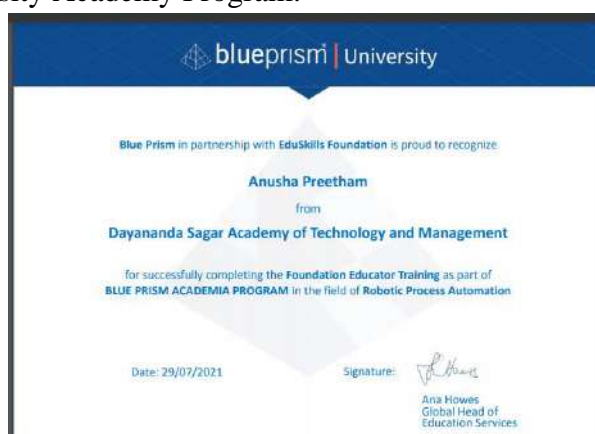 sity Academy Program.
blueprism | University
Blue Prism in partnership with EduSkills Foundation is proud to recognize
Anusha Preetham
from
Dayananda Sagar Academy of Technology and Management
for successfully completing the Foundation Educator Training as part of
BLUE PRISM ACADEMIA PROGRAM in the field of Robotic Process Automation
Date: 29/07/2021 Signature:
Ana Howes
Global Head of
Education Services